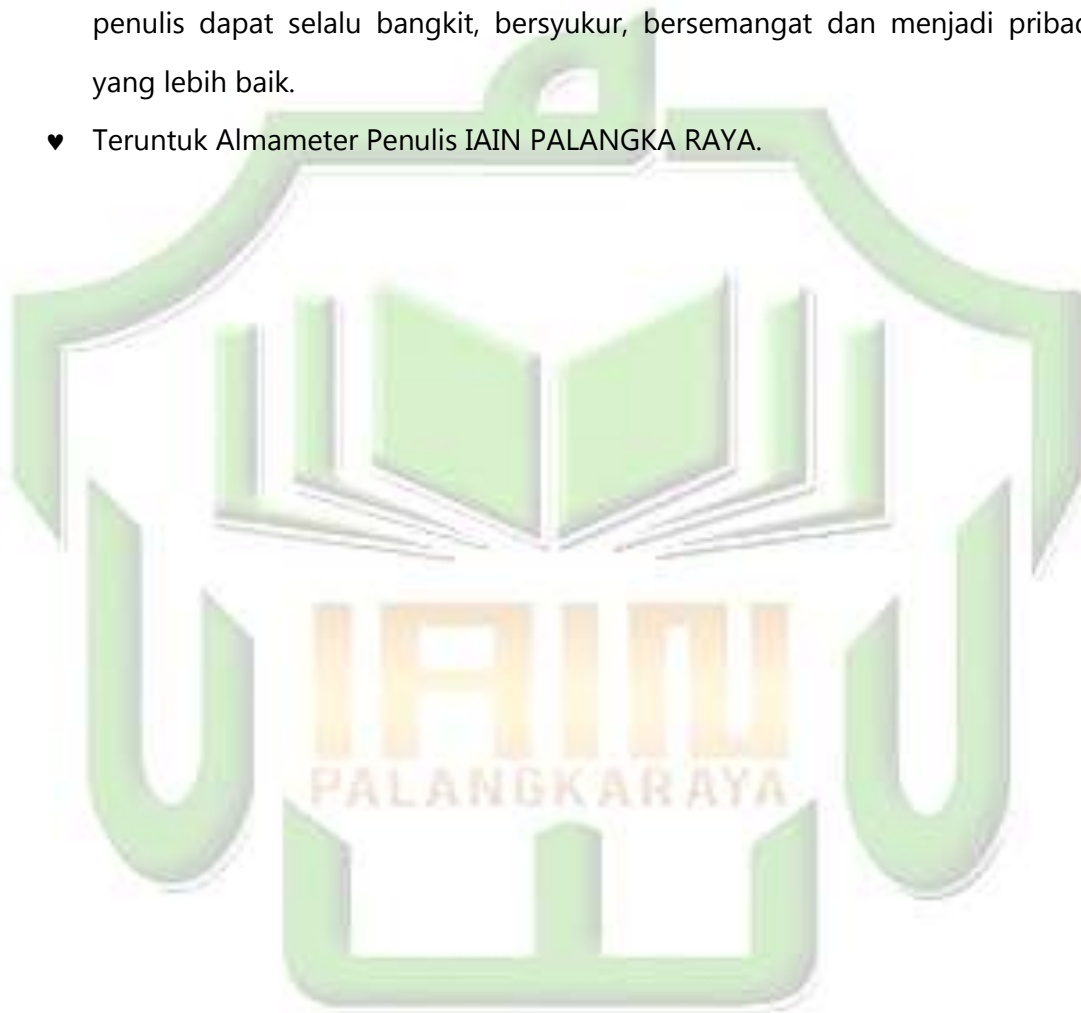 penulis dapat selalu bangkit, bersyukur, bersemangat dan menjadi pribad
yang lebih baik.
♥ Teruntuk Almameter Penulis IAIN PALANGKA RAYA.
IAIN
PALANGKARAYA